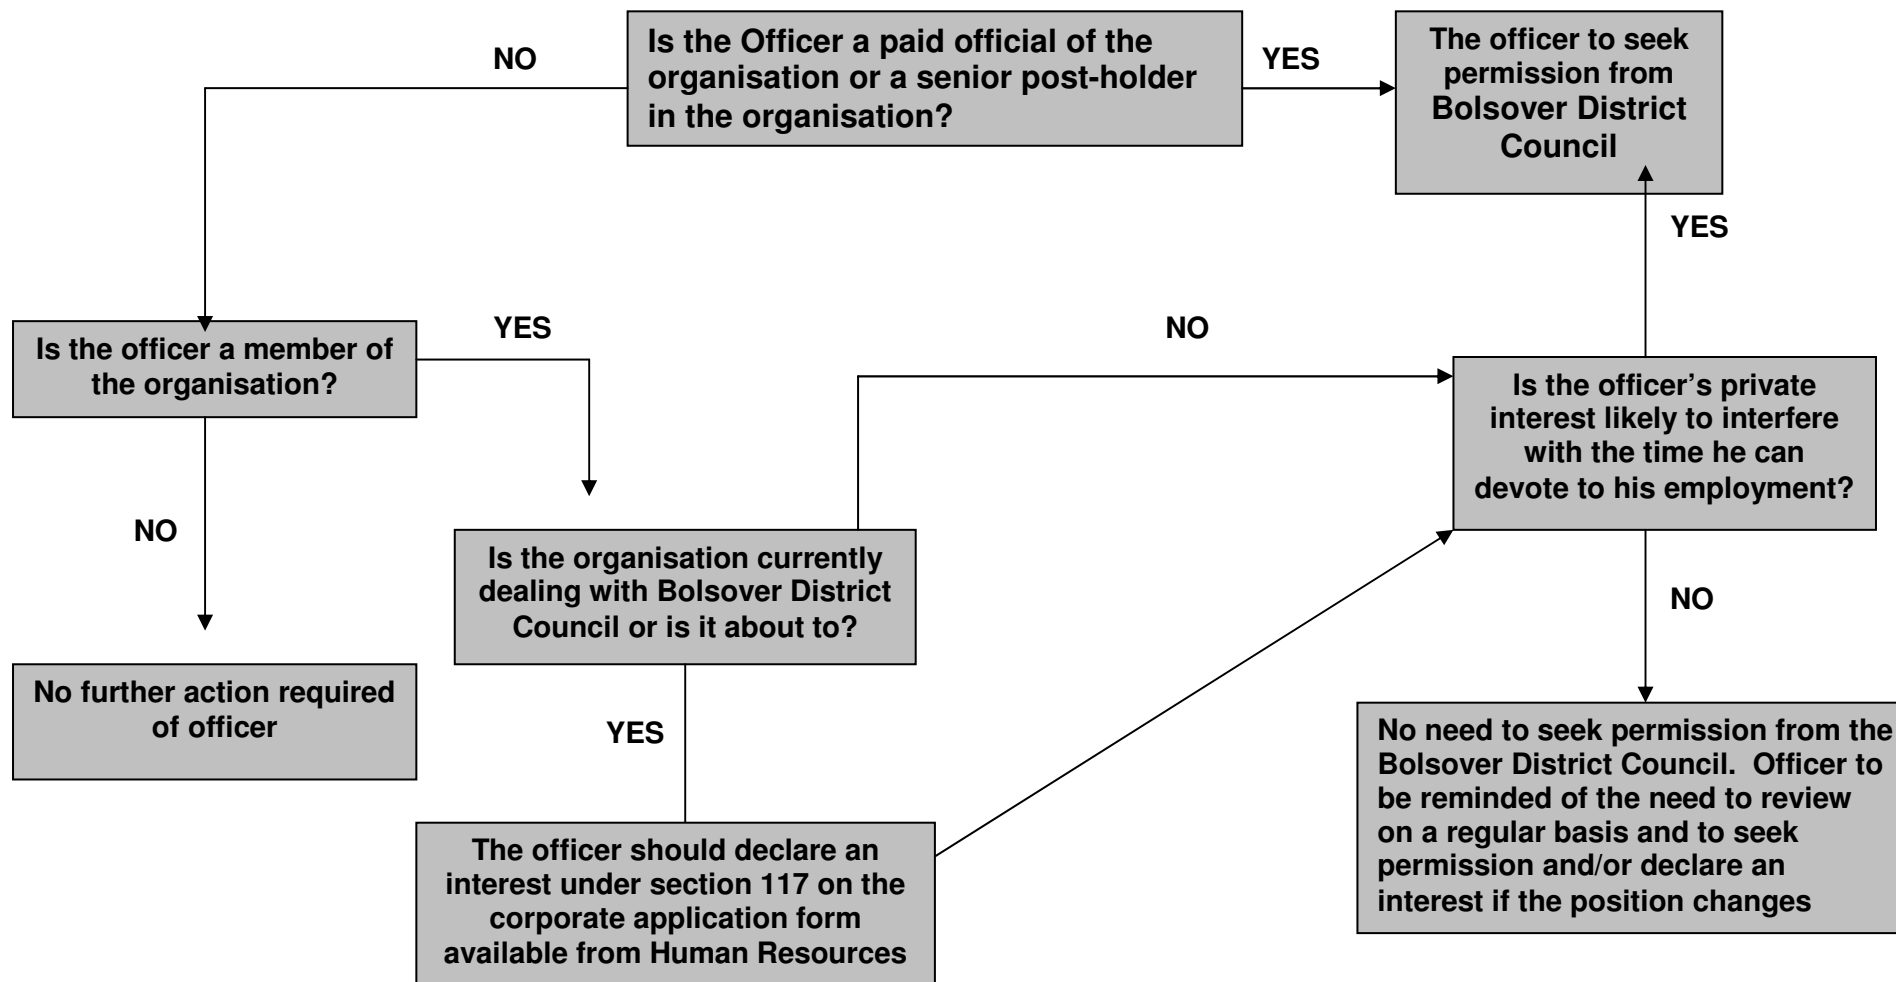 NO
Is the Officer a paid official of the
organisation or a senior post-holder
in the organisation?
YES
The officer to seek
permission from
Bolsover District
Council
YES
Is the officer a member of
the organisation?
YES
NO
Is the officer’s private
interest likely to interfere
with the time he can
devote to his employment?
NO
Is the organisation currently
dealing with Bolsover District
Council or is it about to?
NO
No further action required
of officer
YES
No need to seek permission from the
Bolsover District Council. Officer to
be reminded of the need to review
on a regular basis and to seek
permission and/or declare an
interest if the position changes
The officer should declare an
interest under section 117 on the
corporate application form
available from Human Resources